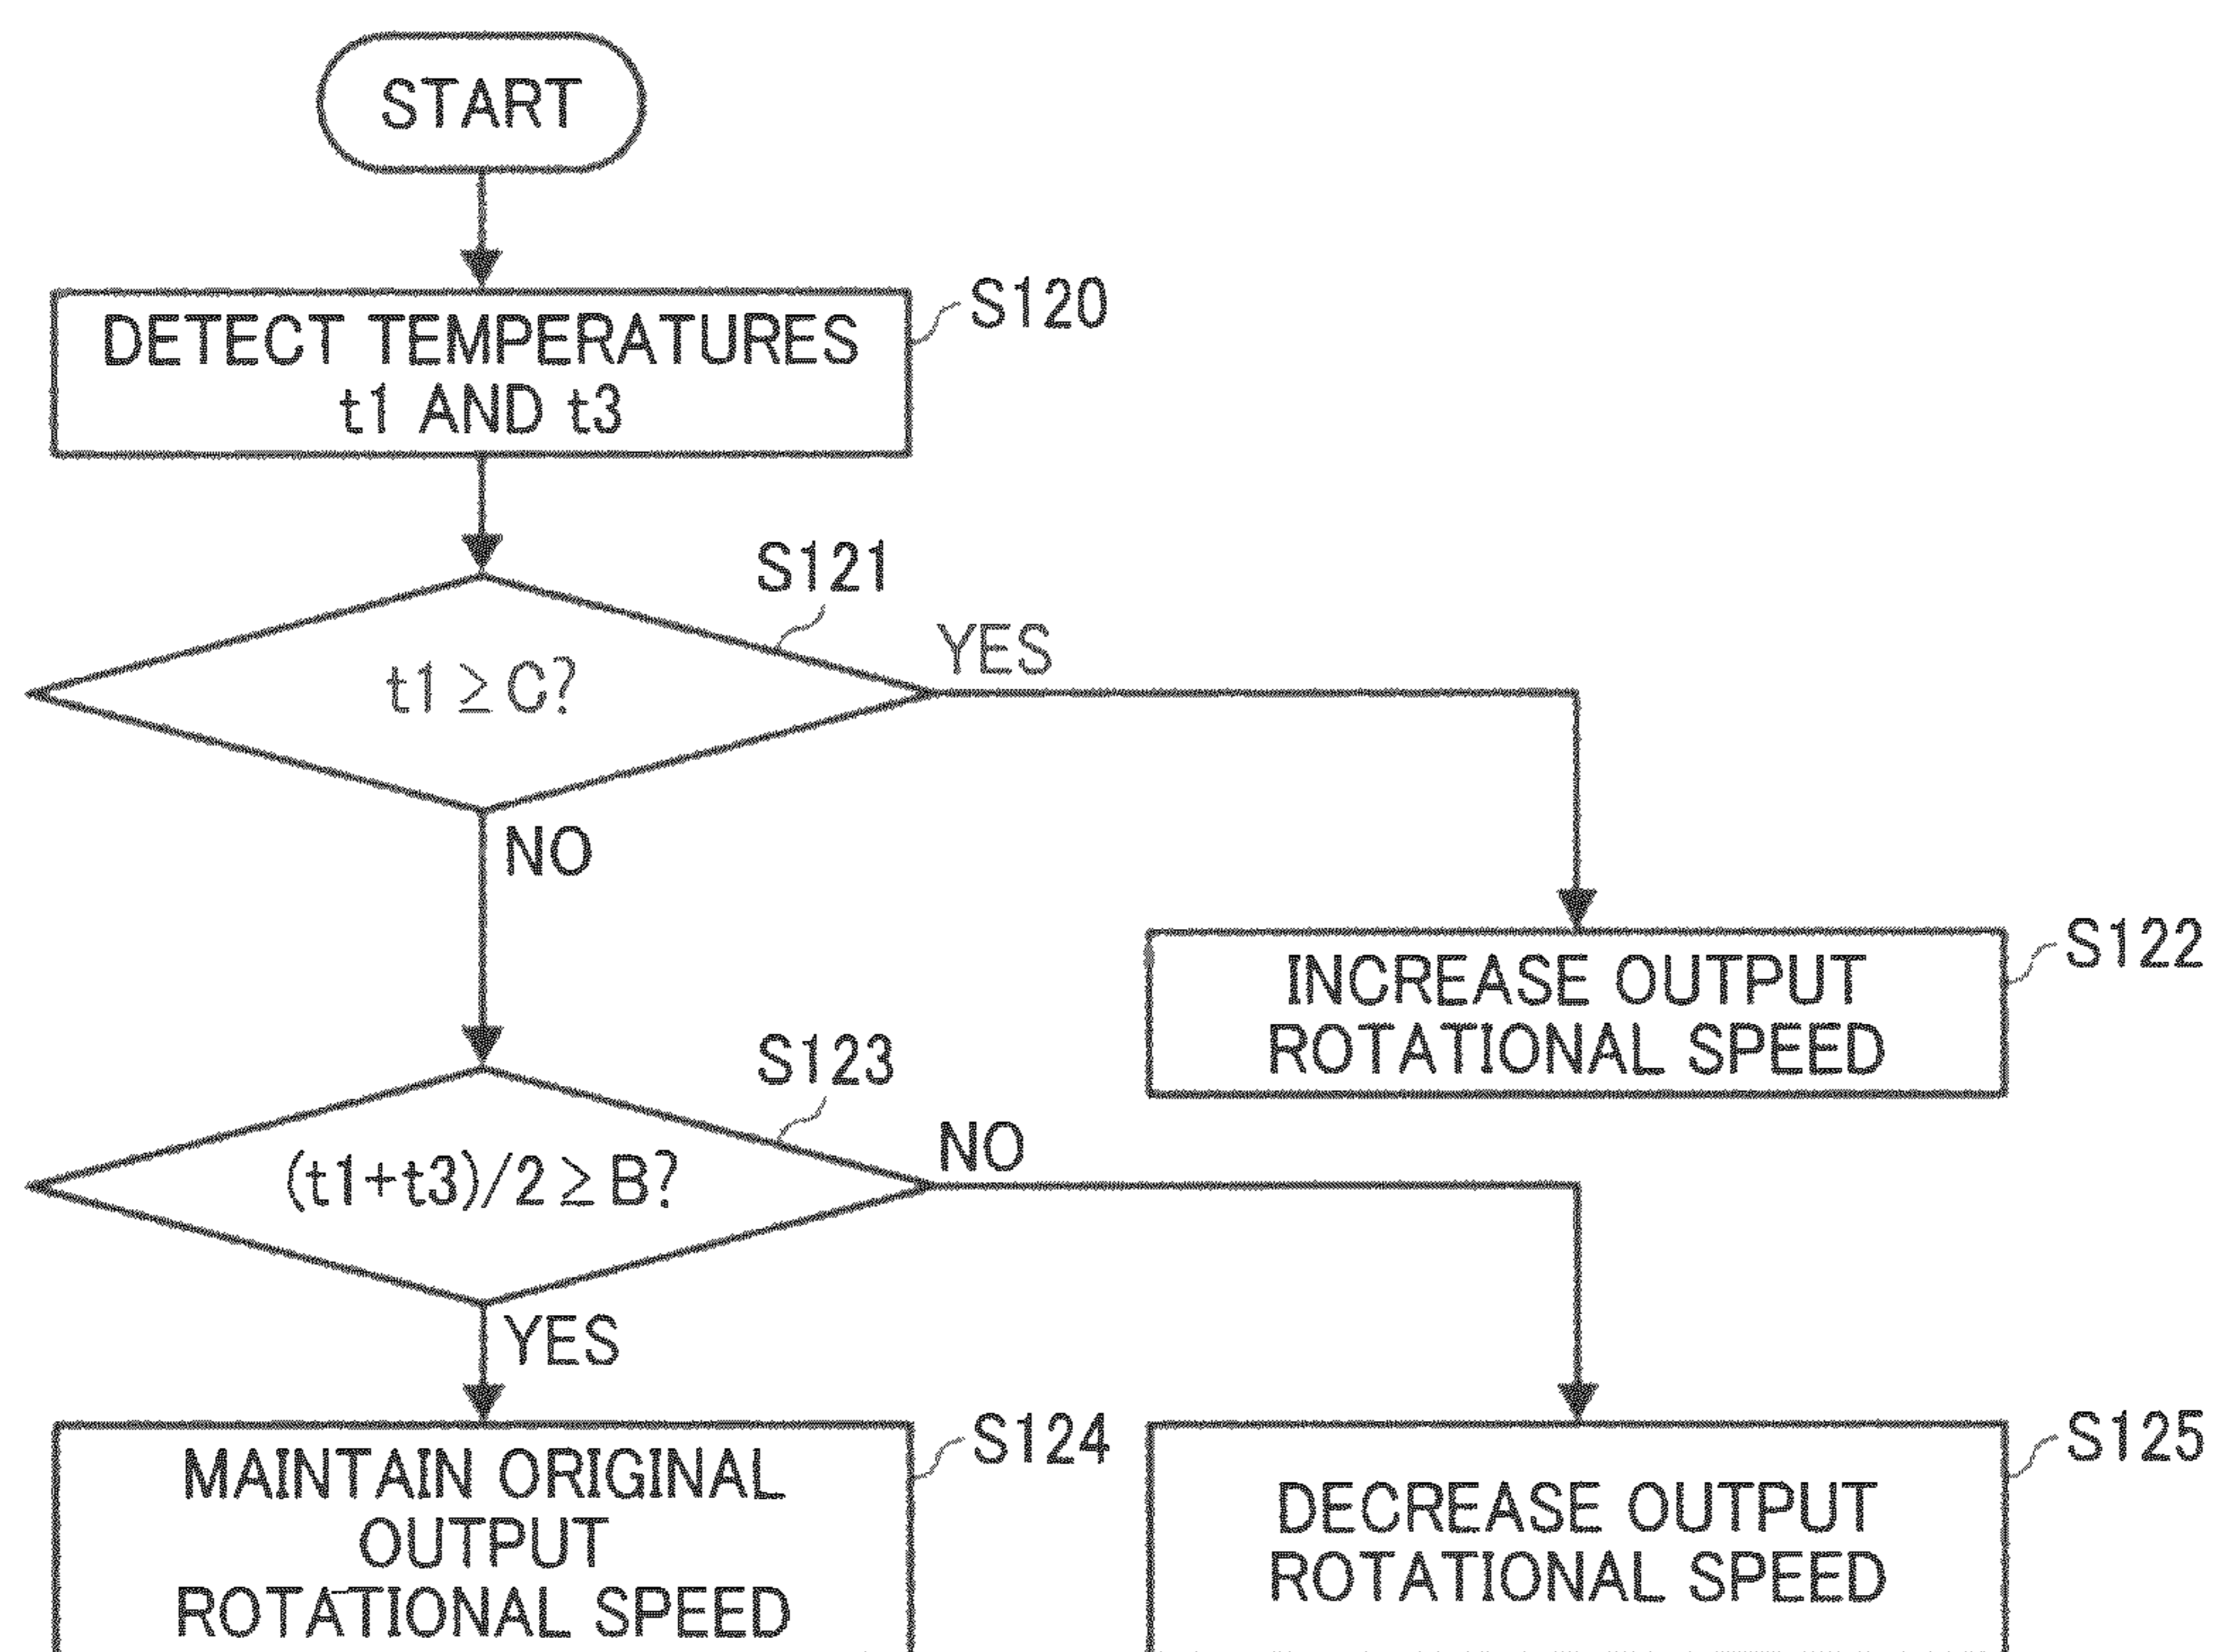 START
DETECT TEMPERATURES
t1 AND t3
S120
S121
t1 ≥ C?
YES
NO
INCREASE OUTPUT
ROTATIONAL SPEED
S122
S123
(t1+t3)/2 ≥ B?
NO
YES
MAINTAIN ORIGINAL
OUTPUT
ROTATIONAL SPEED
S124
DECREASE OUTPUT
ROTATIONAL SPEED
S125